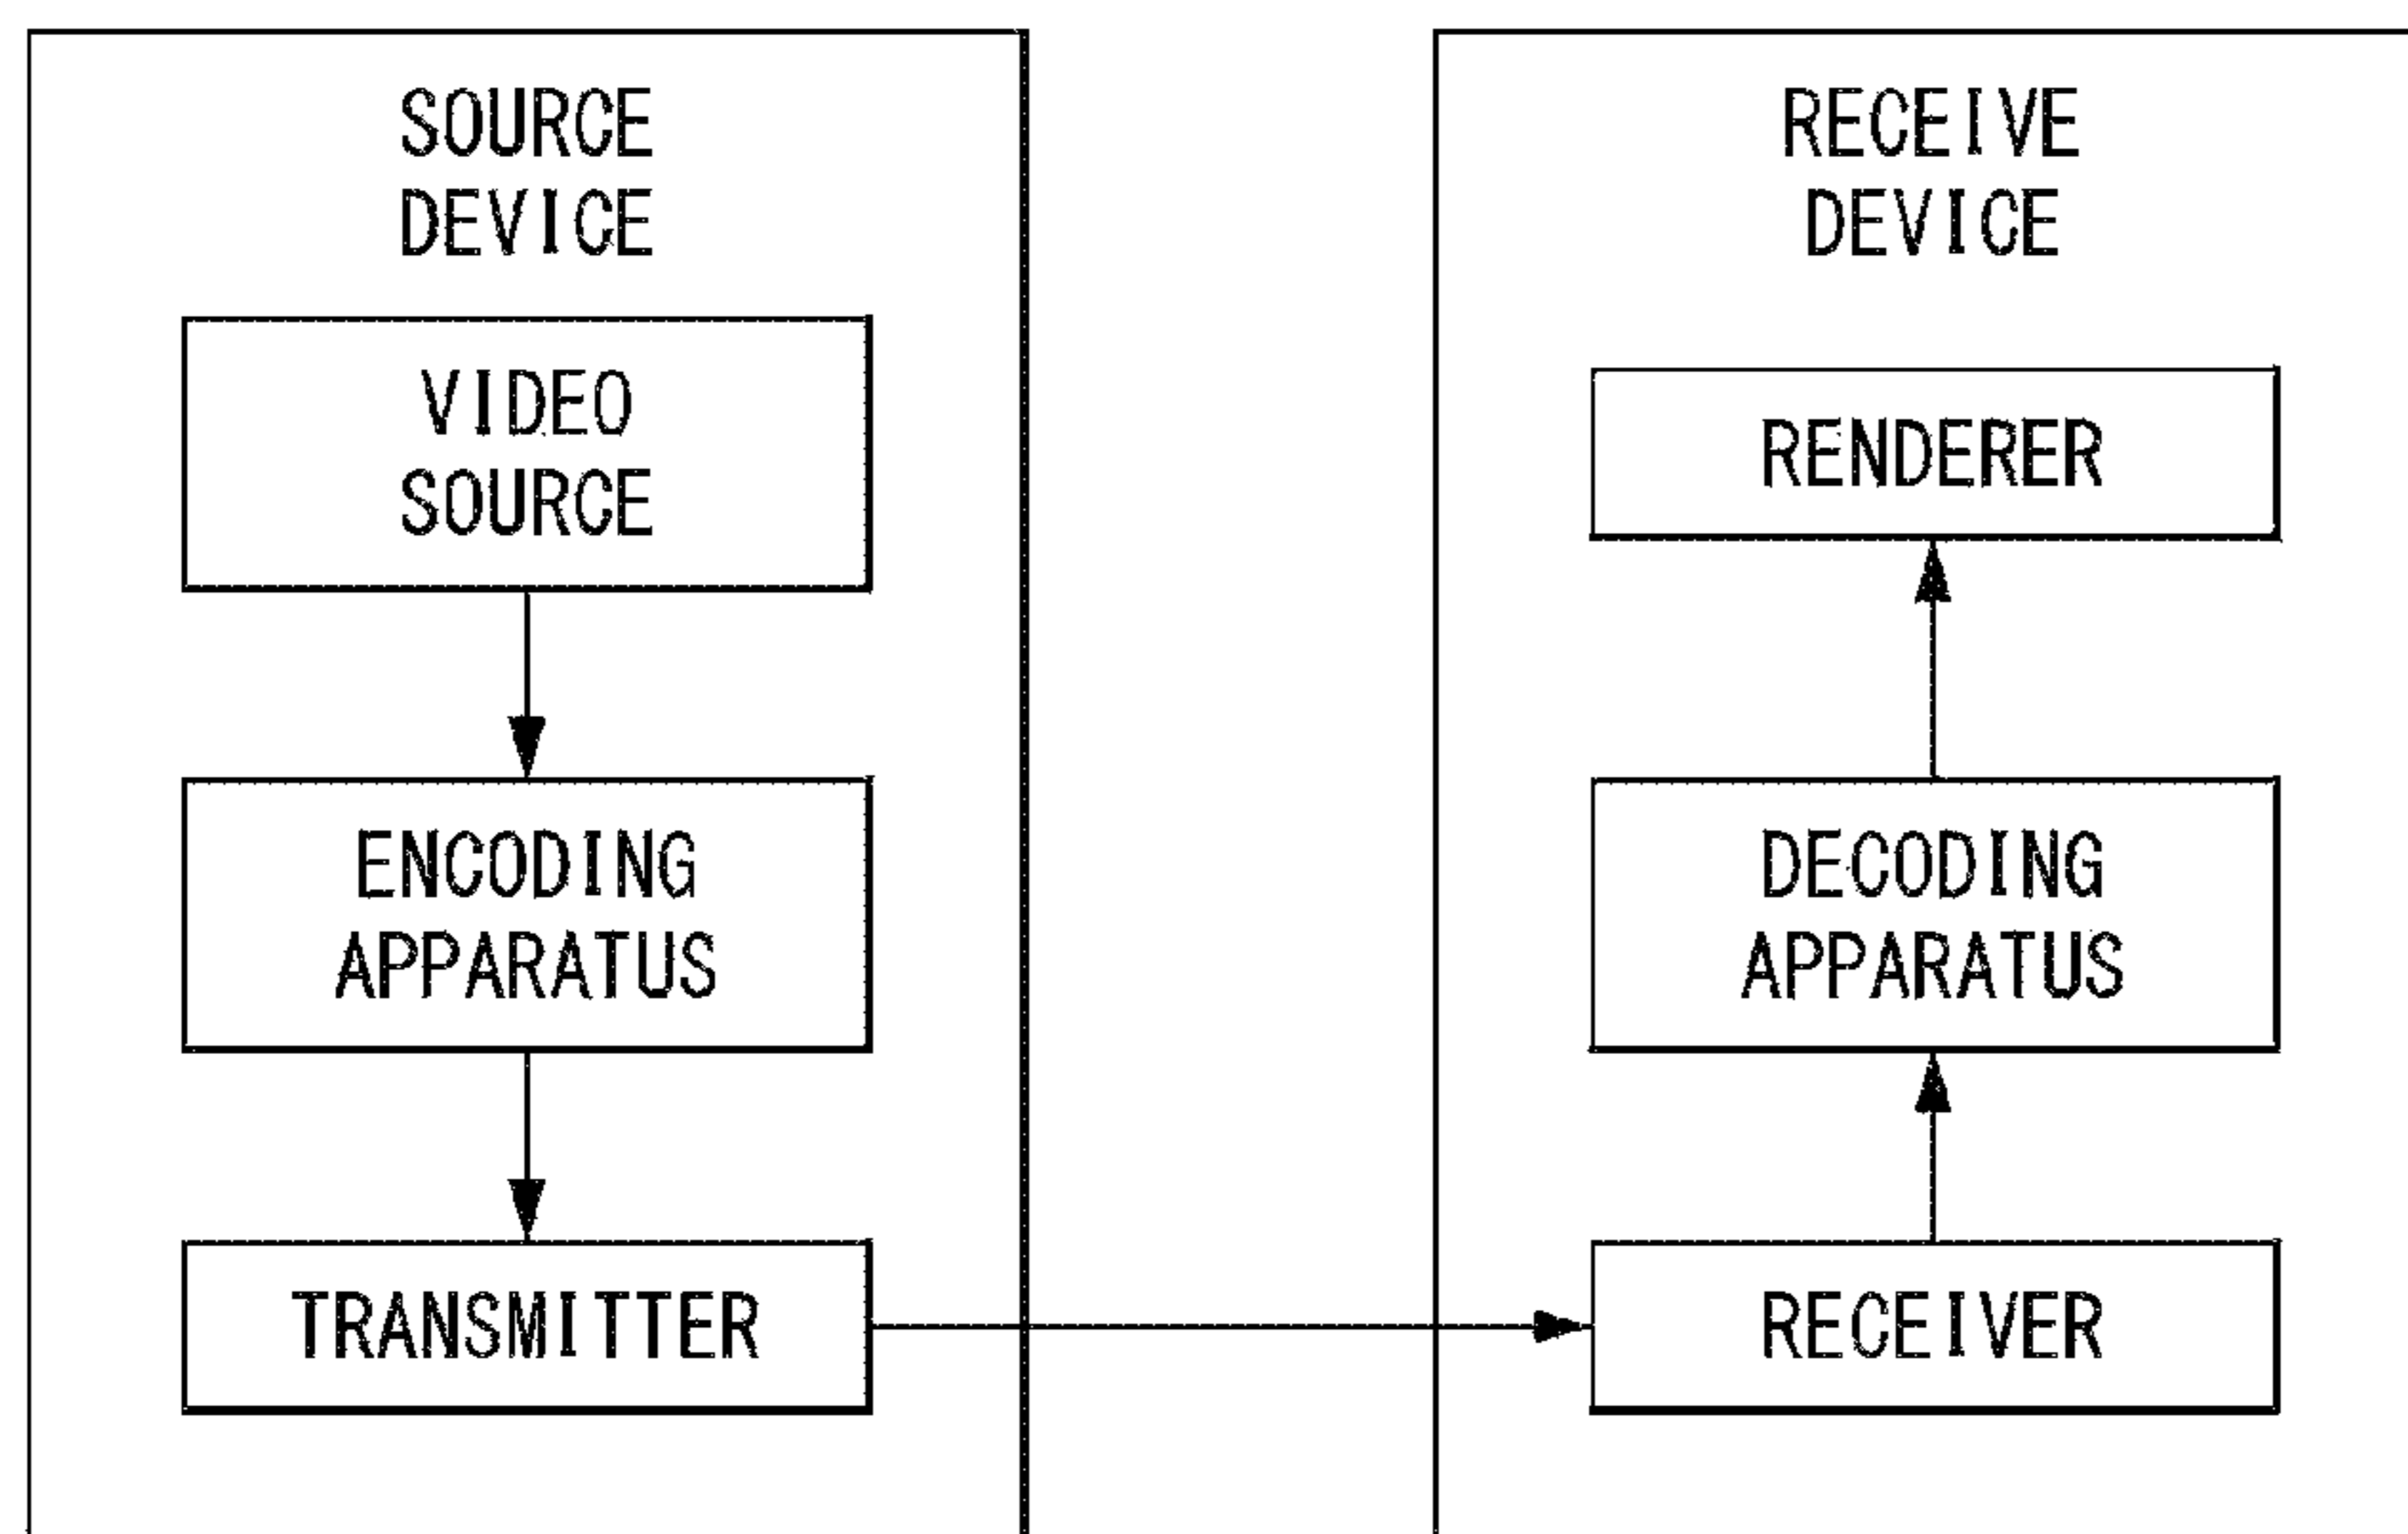 SOURCE
DEVICE
VIDEO
SOURCE
ENCODING
APPARATUS
TRANSMITTER
RECEIVE
DEVICE
RENDERER
DECODING
APPARATUS
RECEIVER